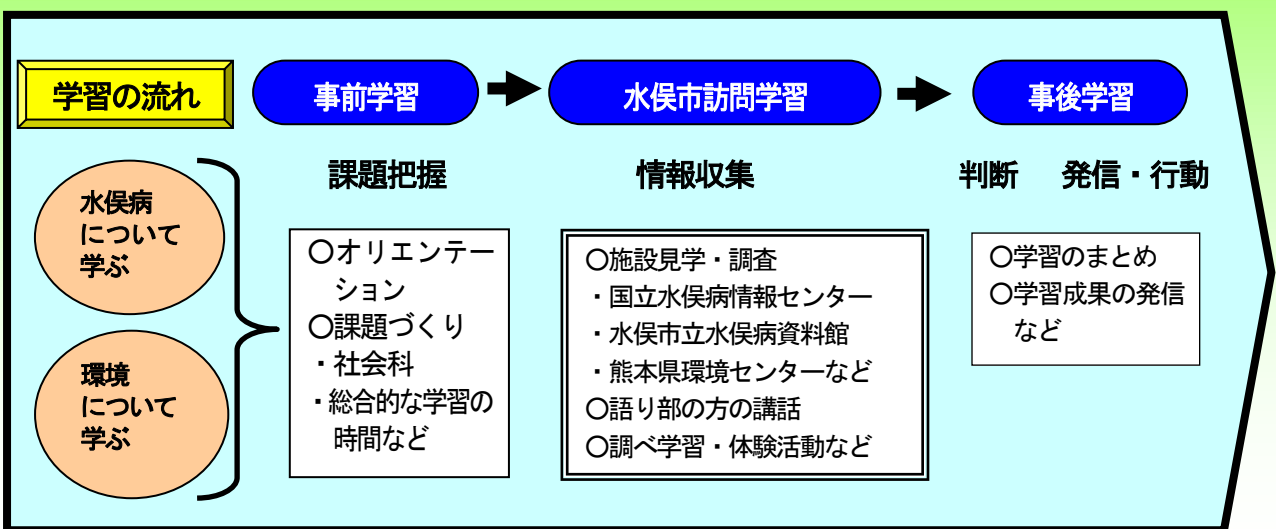 学習の流れ
事前学習
水俣市訪問学習
事後学習
課題把握
情報収集
判断 発信・行動
水俣病
について
学ぶ
環境
について
学ぶ
〇オリエンテー
ション
〇課題づくり
・社会科
・総合的な学習の
時間など
〇施設見学・調査
・国立水俣病情報センター
・水俣市立水俣病資料館
・熊本県環境センターなど
〇語り部の方の講話
〇調べ学習・体験活動など
〇学習のまとめ
〇学習成果の発信
など